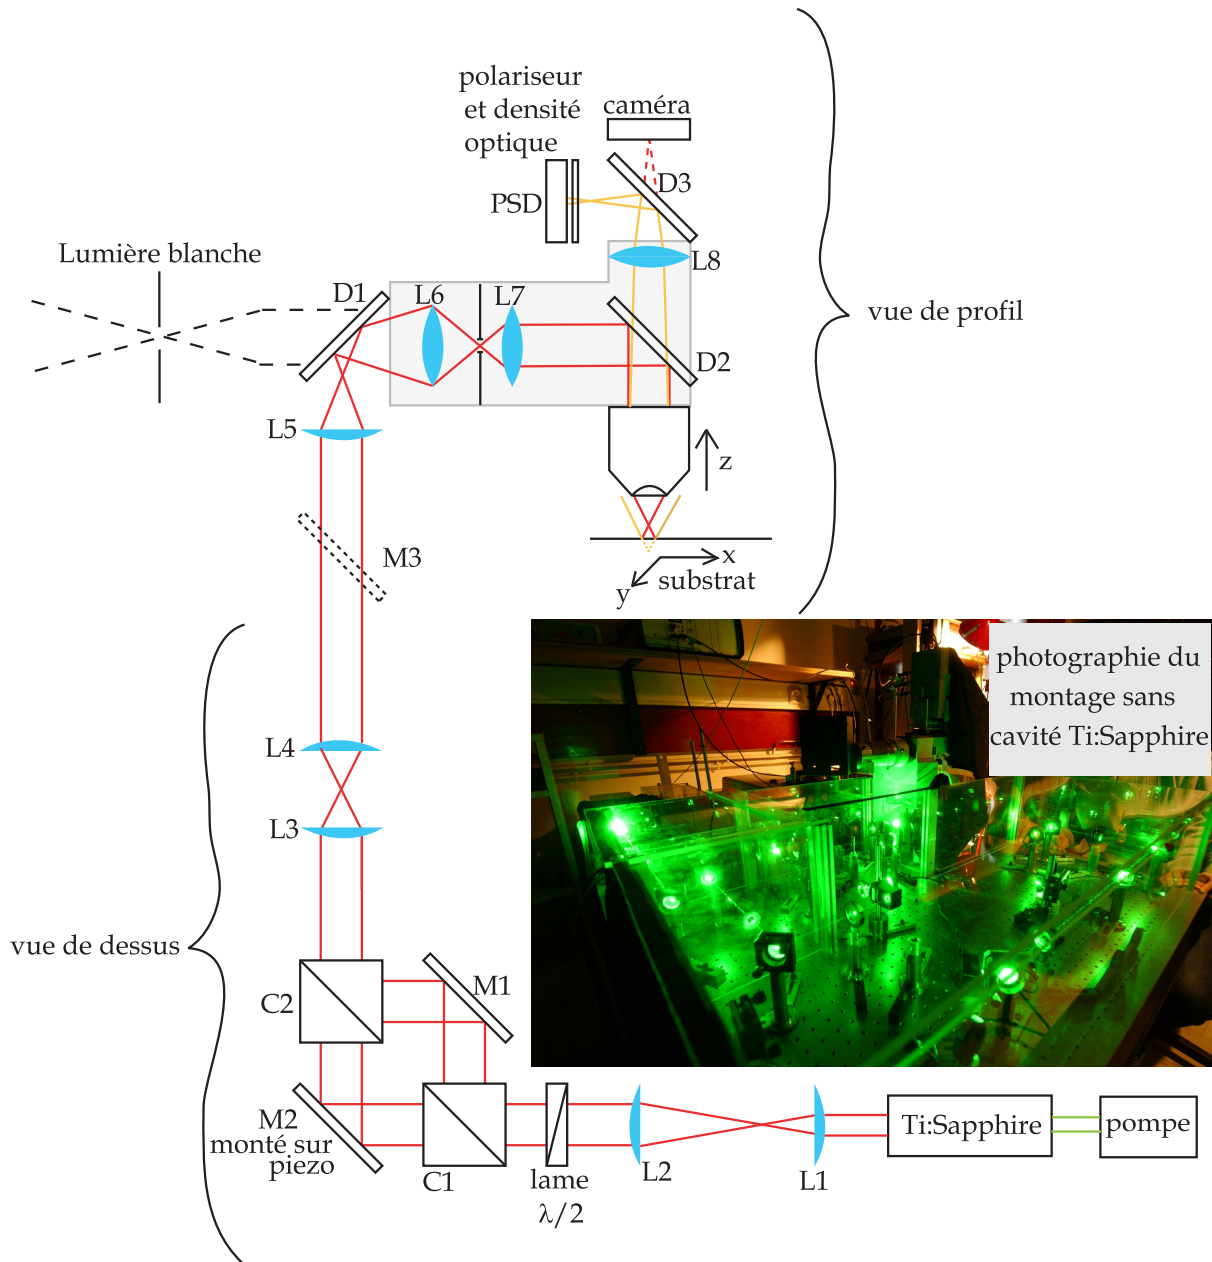 polariseur
et densité
optique
caméra
PSD
D3
Lumière blanche
L8
D1
L6
L7
vue de profil
D2
L5
z
M3
x
y
substrat
photographie du
montage sans
cavité Ti:Sapphire
L4
L3
vue de dessus
C2
M1
M2
monté sur
piezo
C1
lame
λ/2
L2
L1
Ti:Sapphire
pompe